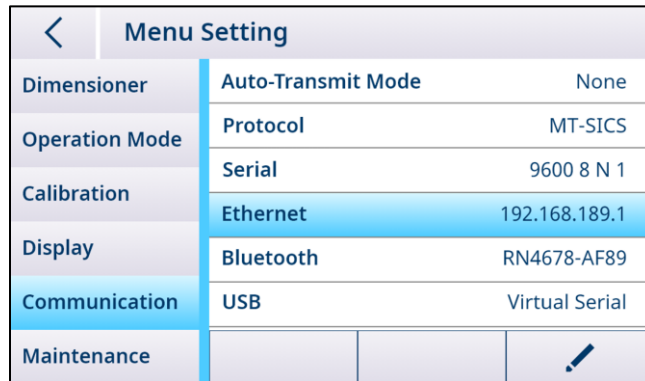 Menu Setting
Dimensioner
Operation Mode
Calibration
Display
Communication
Maintenance
Auto-Transmit Mode None
Protocol MT-SICS
Serial 9600 8 N 1
Ethernet 192.168.189.1
Bluetooth RN4678-AF89
USB Virtual Serial